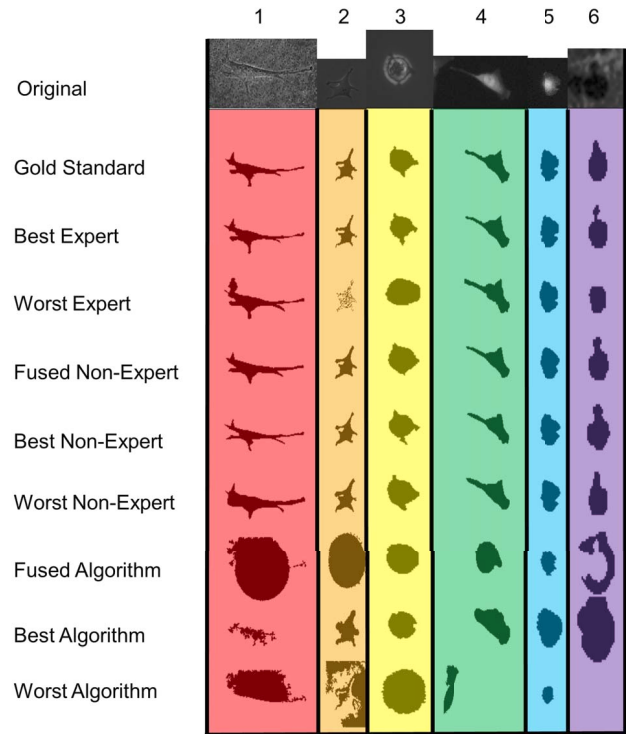 1 2 3 4 5 6
Original
Gold Standard
Best Expert
Worst Expert
Fused Non-Expert
Best Non-Expert
Worst Non-Expert
Fused Algorithm
Best Algorithm
Worst Algorithm